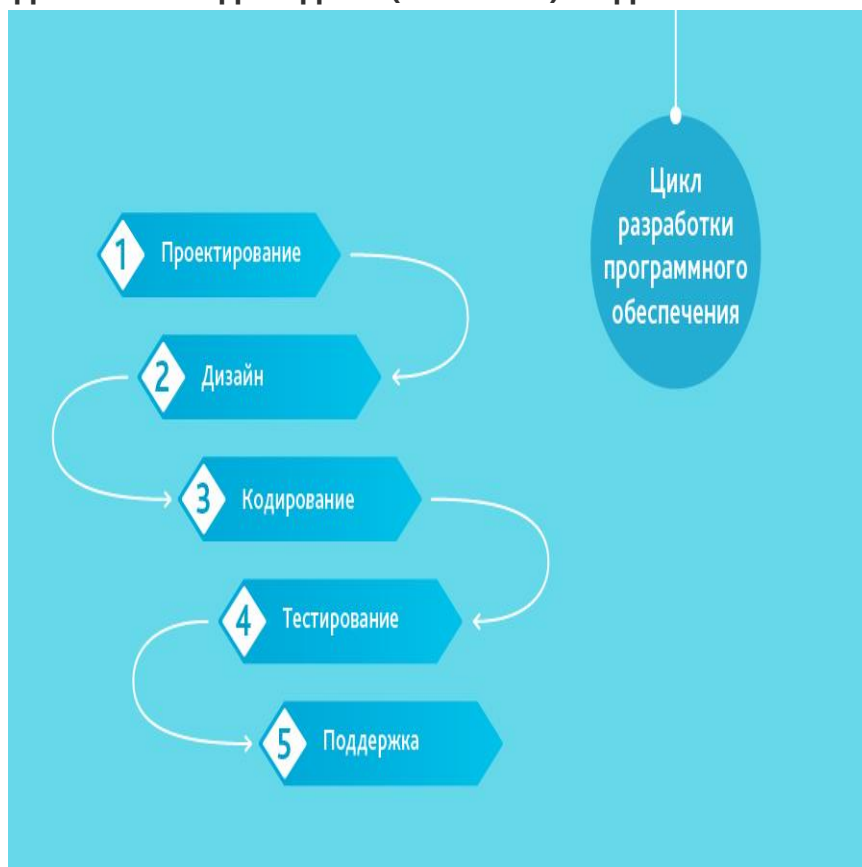 Цикл
разработки
программного
обеспечения
1 Проектирование
2 Дизайн
3 Кодирование
4 Тестирование
5 Поддержка